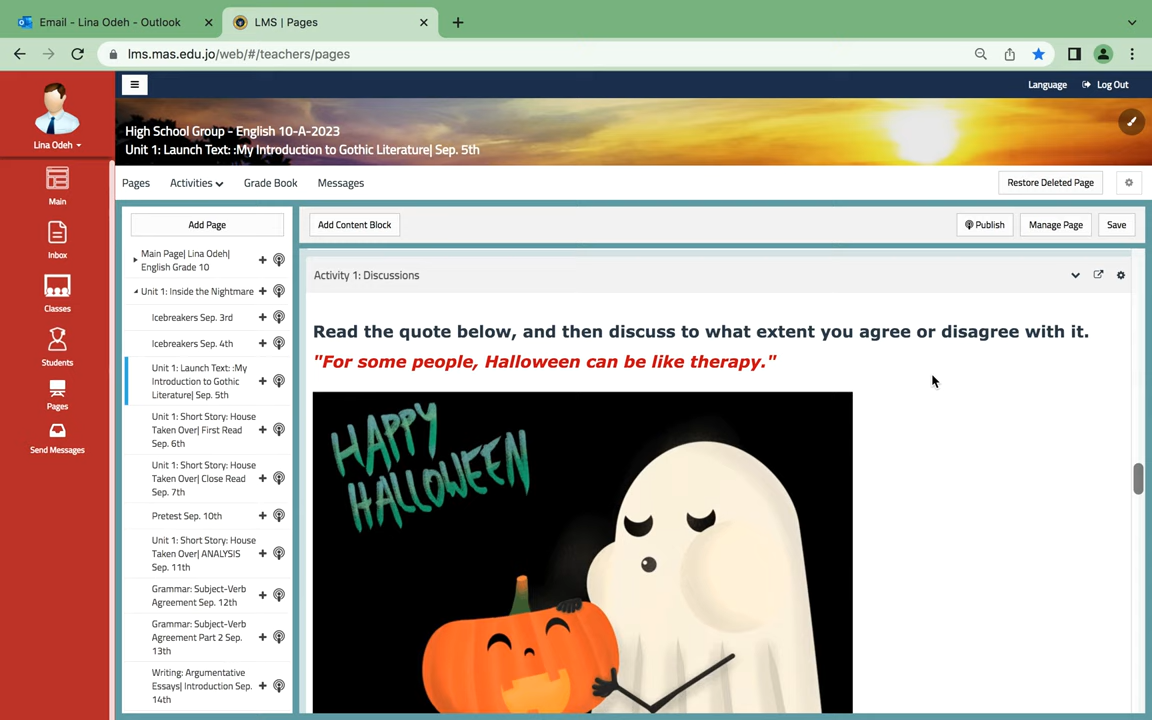 Email - Lina Odeh - Outlook
LMS | Pages
lms.mas.edu.jo/web/#/teachers/pages
Language
Log Out
Lina Odeh
High School Group - English 10-A-2023
Unit 1: Launch Text: :My Introduction to Gothic Literature| Sep. 5th
Pages
Activities
Grade Book
Messages
Restore Deleted Page
Main
Inbox
Classes
Students
Pages
Send Messages
Add Page
Main Page| Lina Odeh|
English Grade 10
Unit 1: Inside the Nightmare
Icebreakers Sep. 3rd
Icebreakers Sep. 4th
Unit 1: Launch Text: :My
Introduction to Gothic
Literature| Sep. 5th
Unit 1: Short Story: House
Taken Over| First Read
Sep. 6th
Unit 1: Short Story: House
Taken Over| Close Read
Sep. 7th
Pretest Sep. 10th
Unit 1: Short Story: House
Taken Over| ANALYSIS
Sep. 11th
Grammar: Subject-Verb
Agreement Sep. 12th
Grammar: Subject-Verb
Agreement Part 2 Sep.
13th
Writing: Argumentative
Essays| Introduction Sep.
14th
Add Content Block
Publish
Manage Page
Save
Activity 1: Discussions
Read the quote below, and then discuss to what extent you agree or disagree with it.
"For some people, Halloween can be like therapy."
HAPPY
HALLOWEEN